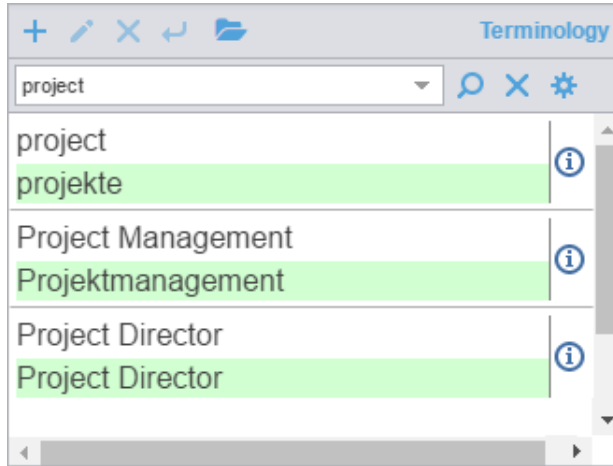 Terminology
project
project
projekte
Project Management
Projektmanagement
Project Director
Project Director